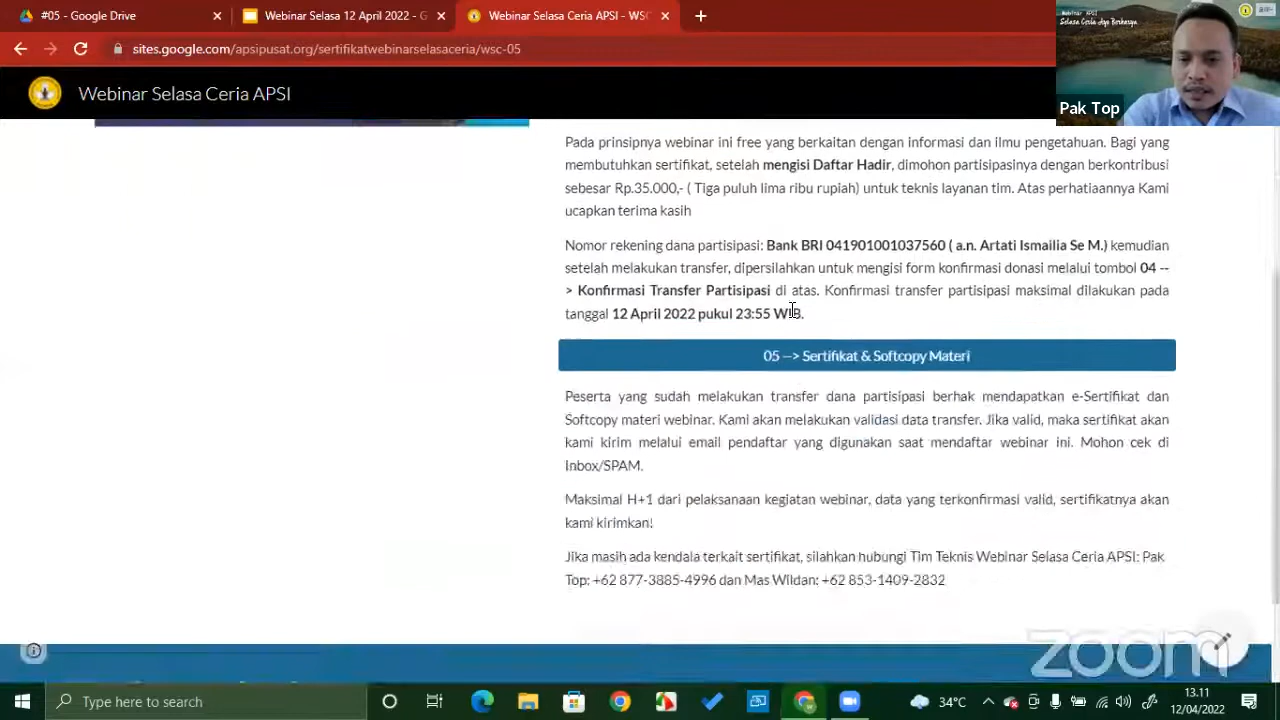 #05 - Google Drive
Webinar Selasa 12 April 2022 - G
Webinar Selasa Ceria APSI - WSC
sites.google.com/apsipusat.org/sertifikatwebinarselasaceria/wsc-05
Webinar APSI
Selasa Ceria Jaya Berkarya
Pak Top
Webinar Selasa Ceria APSI
Pada prinsipnya webinar ini free yang berkaitan dengan informasi dan ilmu pengetahuan. Bagi yang
membutuhkan sertifikat, setelah mengisi Daftar Hadir, dimohon partisipasinya dengan berkontribusi
sebesar Rp.35.000,- ( Tiga puluh lima ribu rupiah) untuk teknis layanan tim. Atas perhatiannya Kami
ucapkan terima kasih
Nomor rekening dana partisipasi: Bank BRI 041901001037560 ( a.n. Artati Ismailia Se M.) kemudian
setelah melakukan transfer, dipersilahkan untuk mengisi form konfirmasi donasi melalui tombol 04 --
> Konfirmasi Transfer Partisipasi di atas. Konfirmasi transfer partisipasi maksimal dilakukan pada
tanggal 12 April 2022 pukul 23:55 WIB.
05 --> Sertifikat & Softcopy Materi
Peserta yang sudah melakukan transfer dana partisipasi berhak mendapatkan e-Sertifikat dan
Softcopy materi webinar. Kami akan melakukan validasi data transfer. Jika valid, maka sertifikat akan
kami kirim melalui email pendaftar yang digunakan saat mendaftar webinar ini. Mohon cek di
Inbox/SPAM.
Maksimal H+1 dari pelaksanaan kegiatan webinar, data yang terkonfirmasi valid, sertifikatnya akan
kami kirimkan!
Jika masih ada kendala terkait sertifikat, silahkan hubungi Tim Teknis Webinar Selasa Ceria APSI: Pak
Top: +62 877-3885-4996 dan Mas Wildan: +62 853-1409-2832
zoom
Type here to search
34°C
13.11
12/04/2022